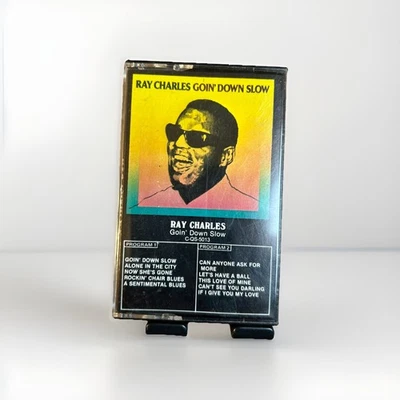 RAY CHARLES GOIN' DOWN SLOW
RAY CHARLES
Goin' Down Slow
C-QS-5013
PROGRAM 1
GOIN' DOWN SLOW
ALONE IN THE CITY
NOW SHE'S GONE
ROCKIN' CHAIR BLUES
A SENTIMENTAL BLUES
PROGRAM 2
CAN ANYONE ASK FOR
MORE
LET'S HAVE A BALL
THIS LOVE OF MINE
CAN'T SEE YOU DARLING
IF I GIVE YOU MY LOVE